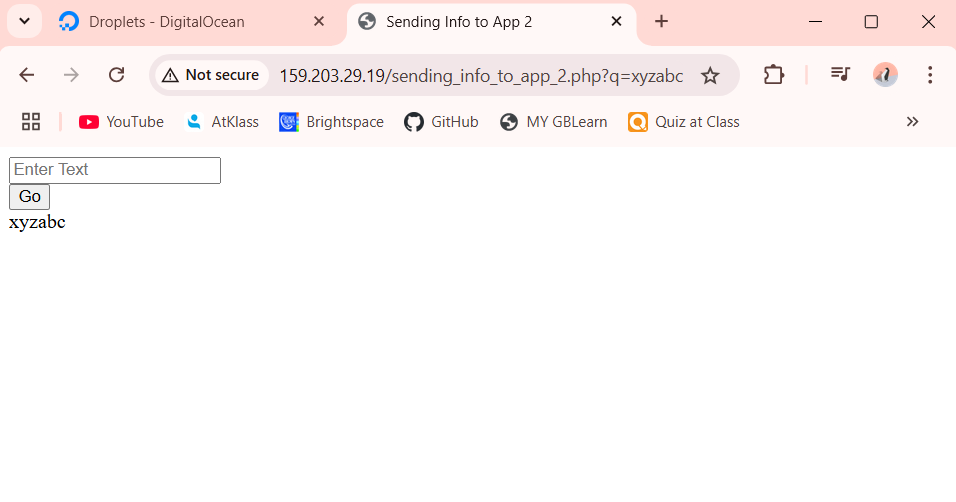 Droplets - DigitalOcean
Sending Info to App 2
Not secure 159.203.29.19/sending_info_to_app_2.php?q=xyzabc
YouTube AtKlass Brightspace GitHub MY GBLearn Quiz at Class
Enter Text
Go
xyzabc